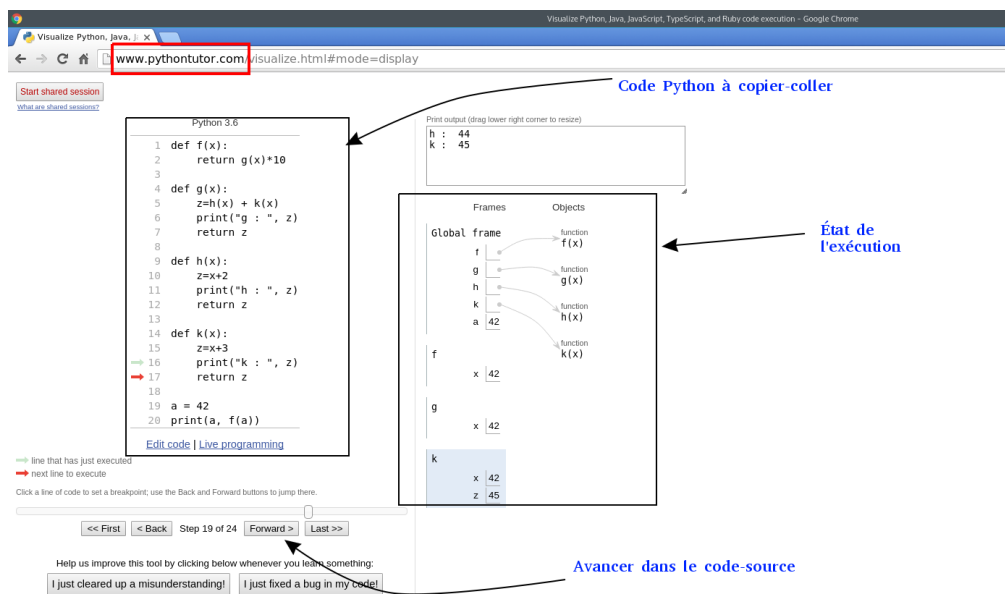 Visualize Python, Java, JavaScript, TypeScript, and Ruby code execution - Google Chrome
Visualize Python, Java, J
www.pythontutor.com/visualize.html#mode=display
Start shared session
What are shared sessions?
Code Python à copier-coller
Python 3.6
1 def f(x):
2     return g(x)*10
3
4 def g(x):
5     z=h(x) + k(x)
6     print("g : ", z)
7     return z
8
9 def h(x):
10     z=x+2
11     print("h : ", z)
12     return z
13
14 def k(x):
15     z=x+3
16     print("k : ", z)
17     return z
18
19 a = 42
20 print(a, f(a))
Edit code | Live programming
line that has just executed
next line to execute
Click a line of code to set a breakpoint; use the Back and Forward buttons to jump there.
<< First < Back Step 19 of 24 Forward > Last >>
Help us improve this tool by clicking below whenever you learn something:
I just cleared up a misunderstanding! I just fixed a bug in my code!
Print output (drag lower right corner to resize)
h : 44
k : 45
Frames Objects
Global frame
f
g
h
k
a 42
function
f(x)
function
g(x)
function
h(x)
function
k(x)
f
x 42
g
x 42
k
x 42
z 45
État de
l'exécution
Avancer dans le code-source